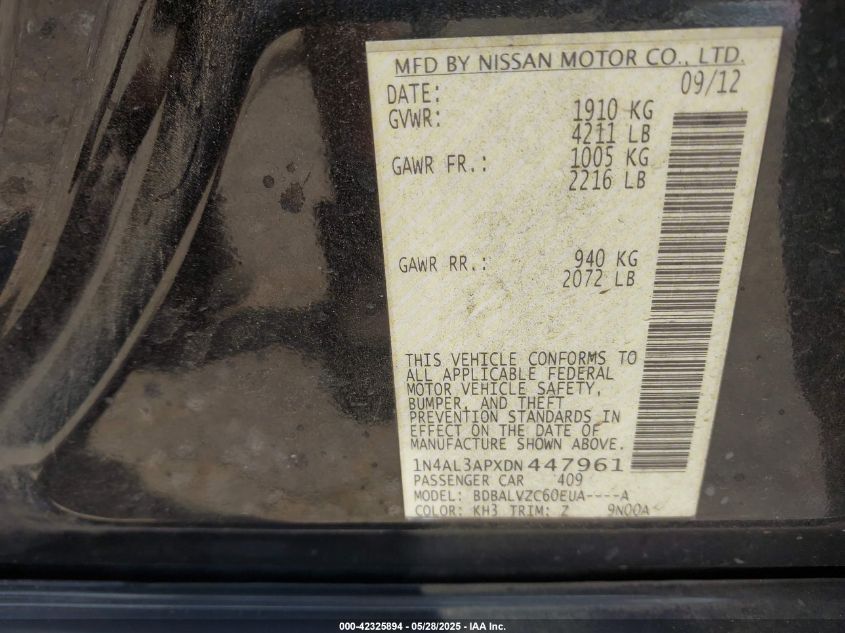 MFD BY NISSAN MOTOR CO., LTD.
DATE: 09/12
GVWR: 1910 KG
4211 LB
GAWR FR.: 1005 KG
2216 LB
GAWR RR.: 940 KG
2072 LB
THIS VEHICLE CONFORMS TO
ALL APPLICABLE FEDERAL
MOTOR VEHICLE SAFETY,
BUMPER, AND THEFT
PREVENTION STANDARDS IN
EFFECT ON THE DATE OF
MANUFACTURE SHOWN ABOVE.
1N4AL3APXDN 447961
PASSENGER CAR 409
MODEL: BDBALVZC60EUA----A
COLOR: KH3 TRIM: Z 9N00A
000-42325894 - 05/28/2025 - IAA Inc.